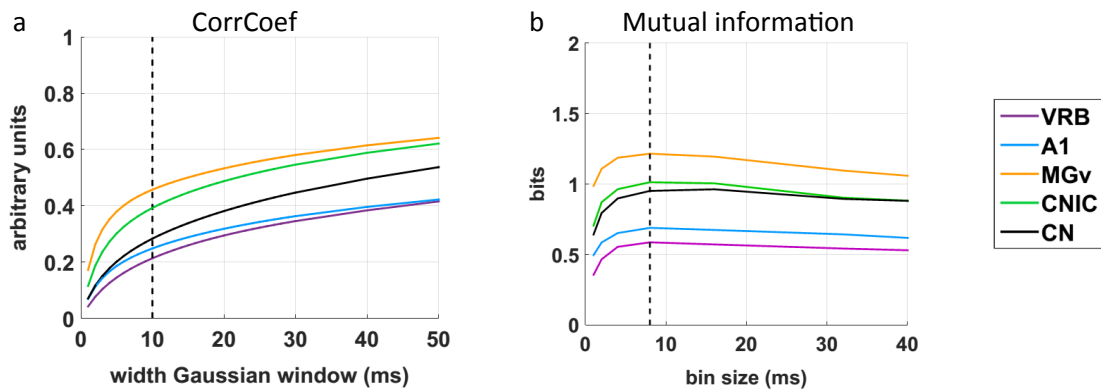 a
CorrCoef
1
0.8
0.6
0.4
0.2
0
arbitrary units
0
10
20
30
40
50
width Gaussian window (ms)
b
Mutual information
2
1.5
1
0.5
0
bits
0
10
20
30
40
bin size (ms)
VRB
A1
MGv
CNIC
CN